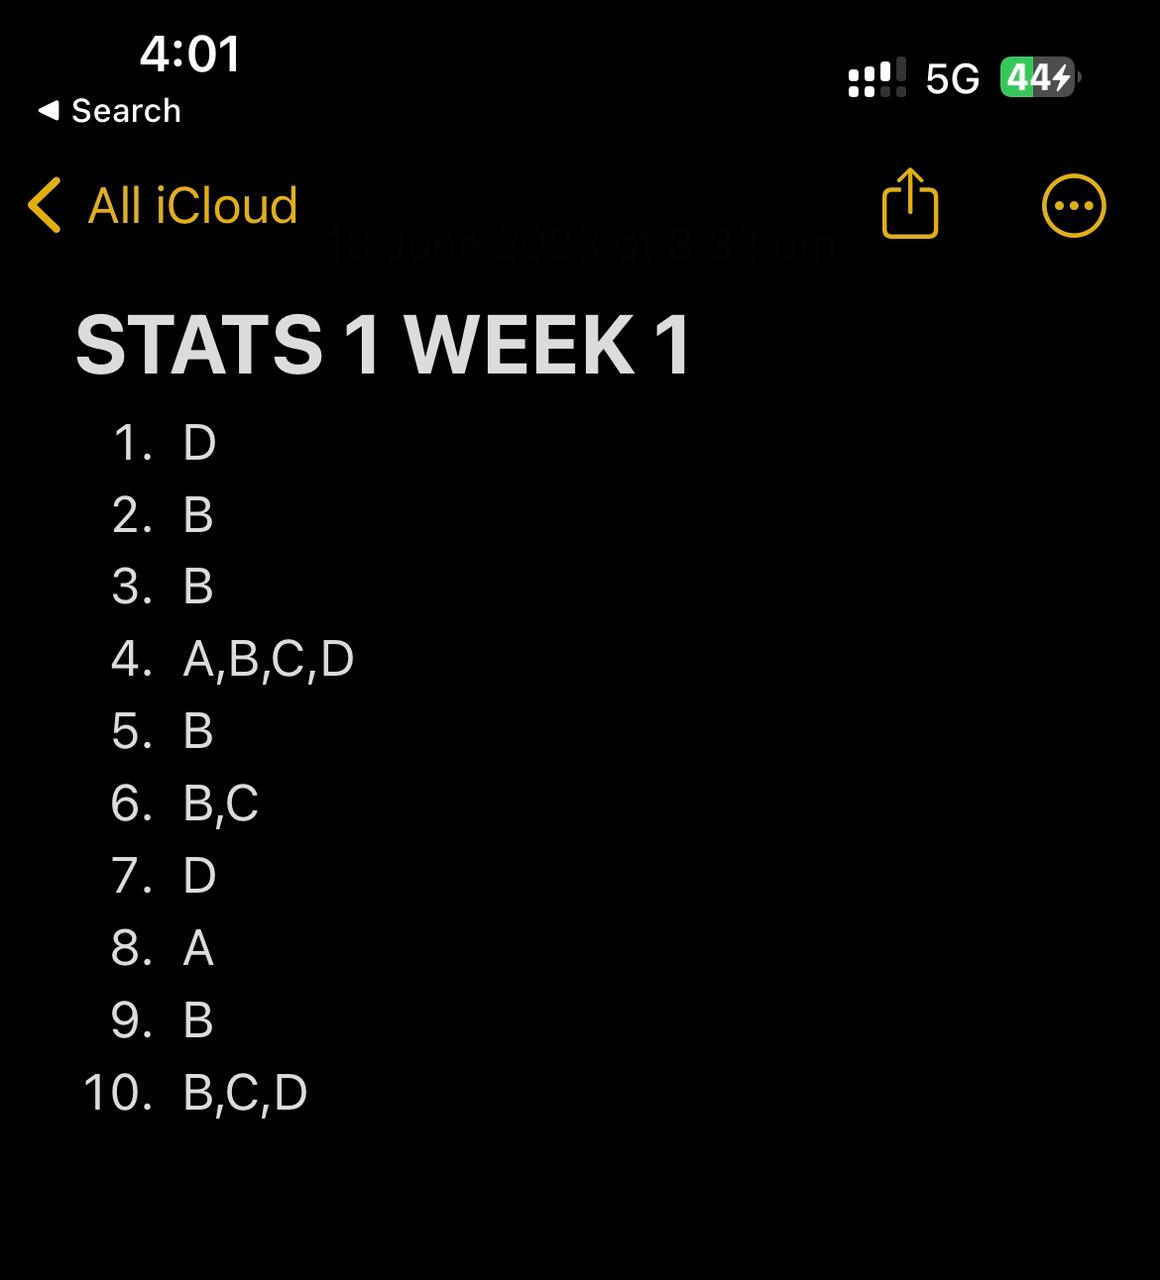 4:01
5G 44
Search
All iCloud
13 June 2023 at 3:32 pm
STATS 1 WEEK 1
1. D
2. B
3. B
4. A,B,C,D
5. B
6. B,C
7. D
8. A
9. B
10. B,C,D